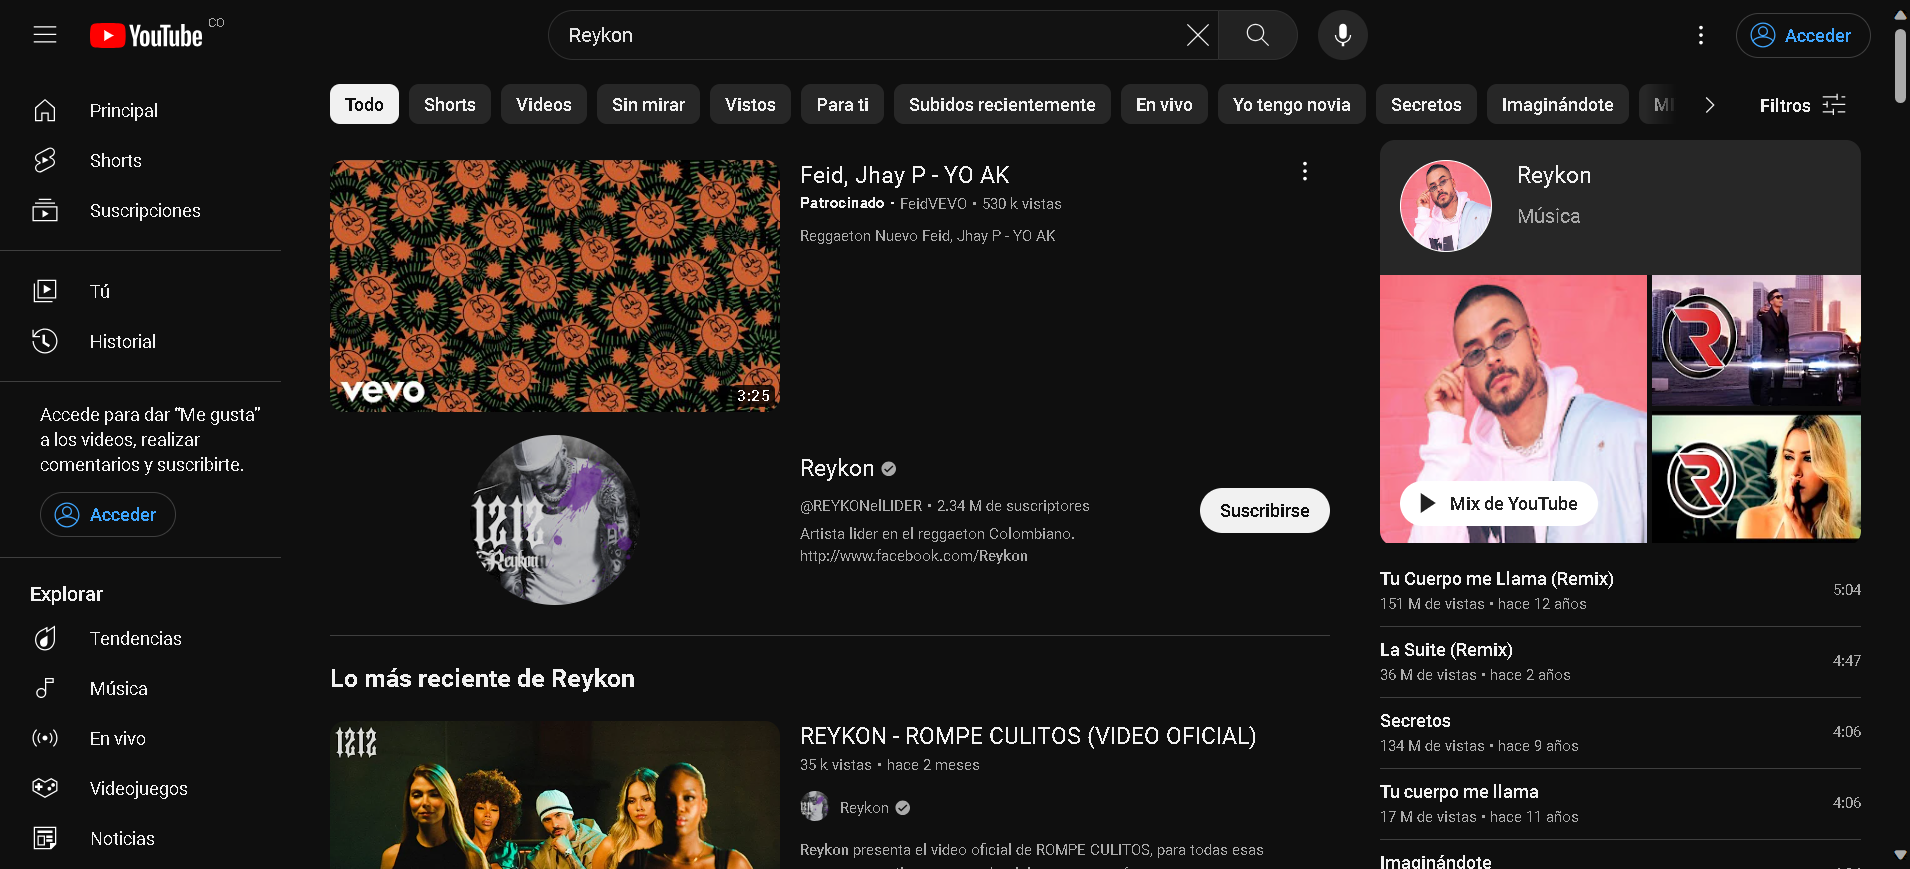 YouTube CO
Reykon
Acceder
Principal
Shorts
Suscripciones
Tú
Historial
Accede para dar “Me gusta”
a los videos, realizar
comentarios y suscribirte.
Acceder
Explorar
Tendencias
Música
En vivo
Videojuegos
Noticias
Todo Shorts Videos Sin mirar Vistos Para ti Subidos recientemente En vivo Yo tengo novia Secretos Imaginándote
Filtros
vevo
3:25
Feid, Jhay P - YO AK
Patrocinado • FeidVEVO • 530 k vistas
Reggaeton Nuevo Feid, Jhay P - YO AK
1212
Reykon
Reykon
@REYKONelLIDER • 2.34 M de suscriptores
Artista lider en el reggaeton Colombiano.
http://www.facebook.com/Reykon
Suscribirse
Lo más reciente de Reykon
1212
REYKON - ROMPE CULITOS (VIDEO OFICIAL)
35 k vistas • hace 2 meses
Reykon
Reykon presenta el video oficial de ROMPE CULITOS, para todas esas
Reykon
Música
R
R
Mix de YouTube
Tu Cuerpo me Llama (Remix)
151 M de vistas • hace 12 años
5:04
La Suite (Remix)
36 M de vistas • hace 2 años
4:47
Secretos
134 M de vistas • hace 9 años
4:06
Tu cuerpo me llama
17 M de vistas • hace 11 años
4:06
Imaginándote